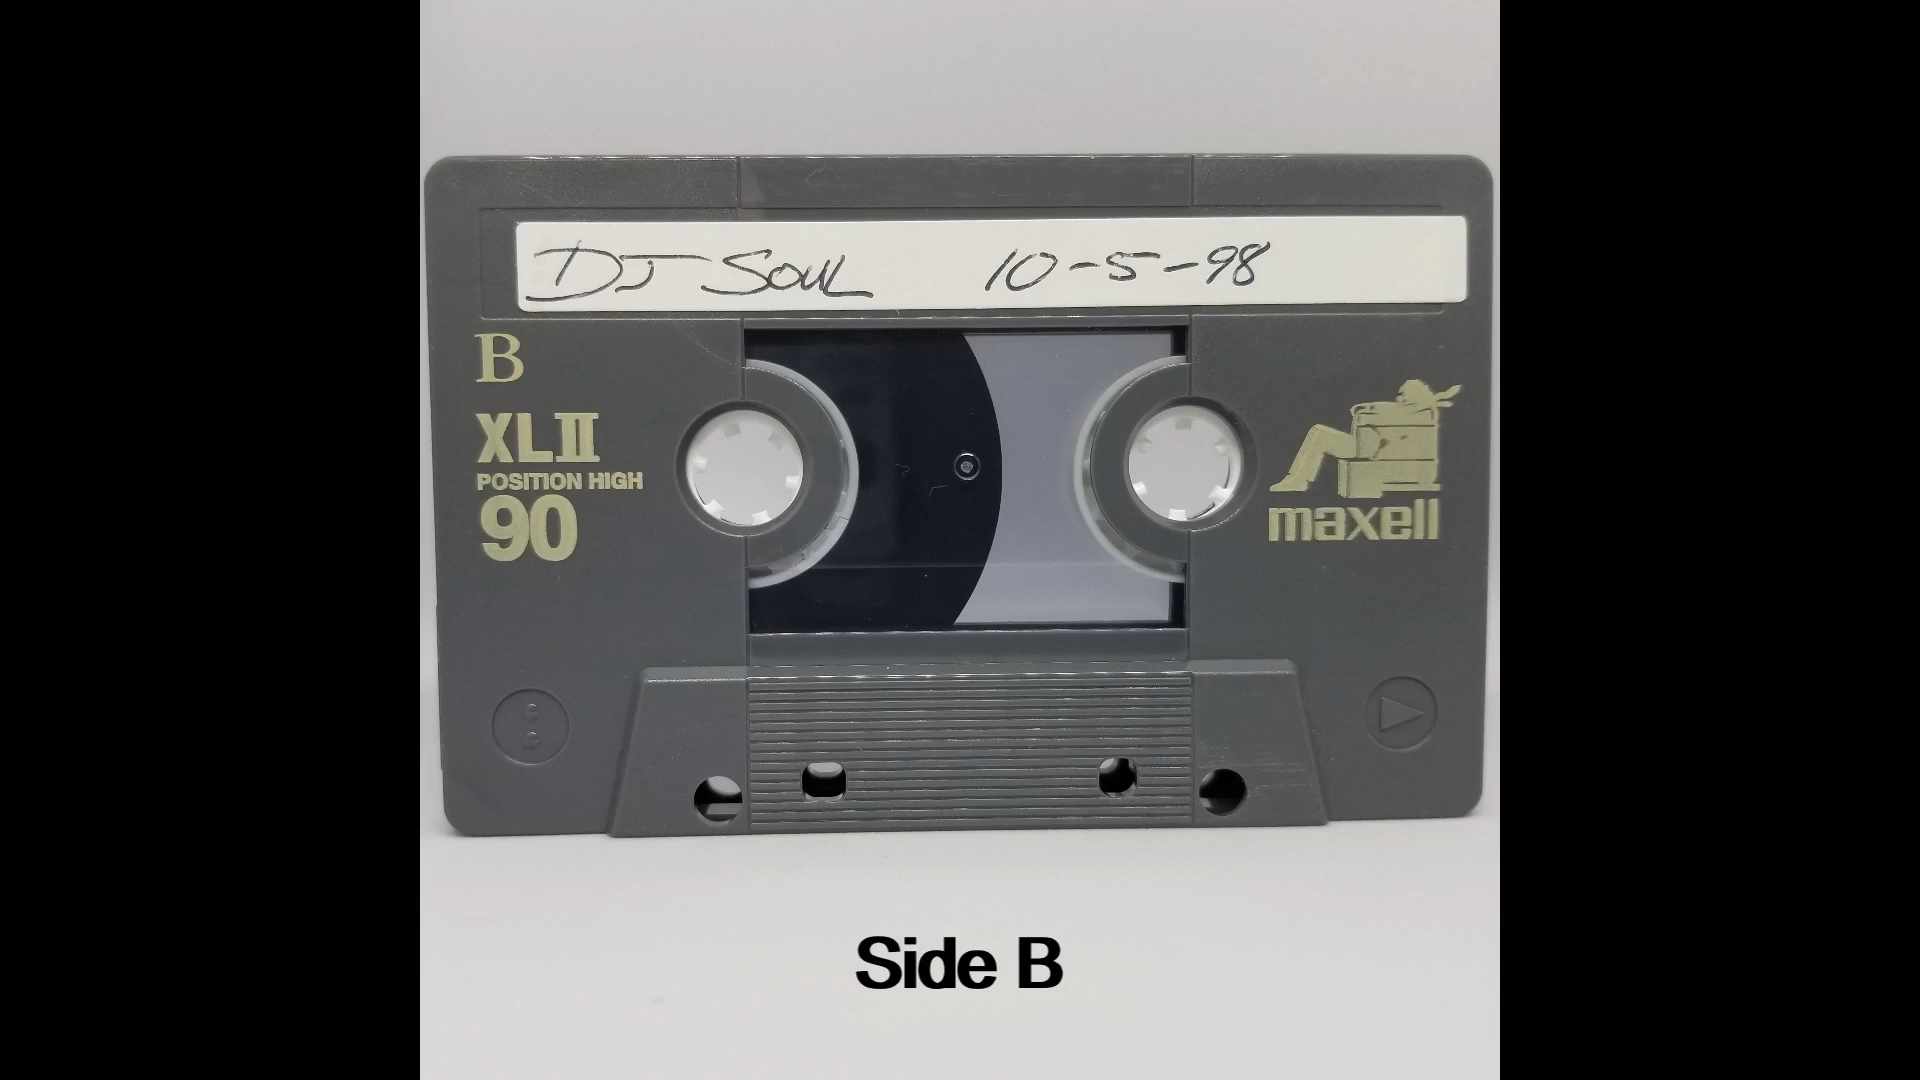 DJ SOUL 10-5-98
B
XLII
POSITION HIGH
90
maxell
Side B